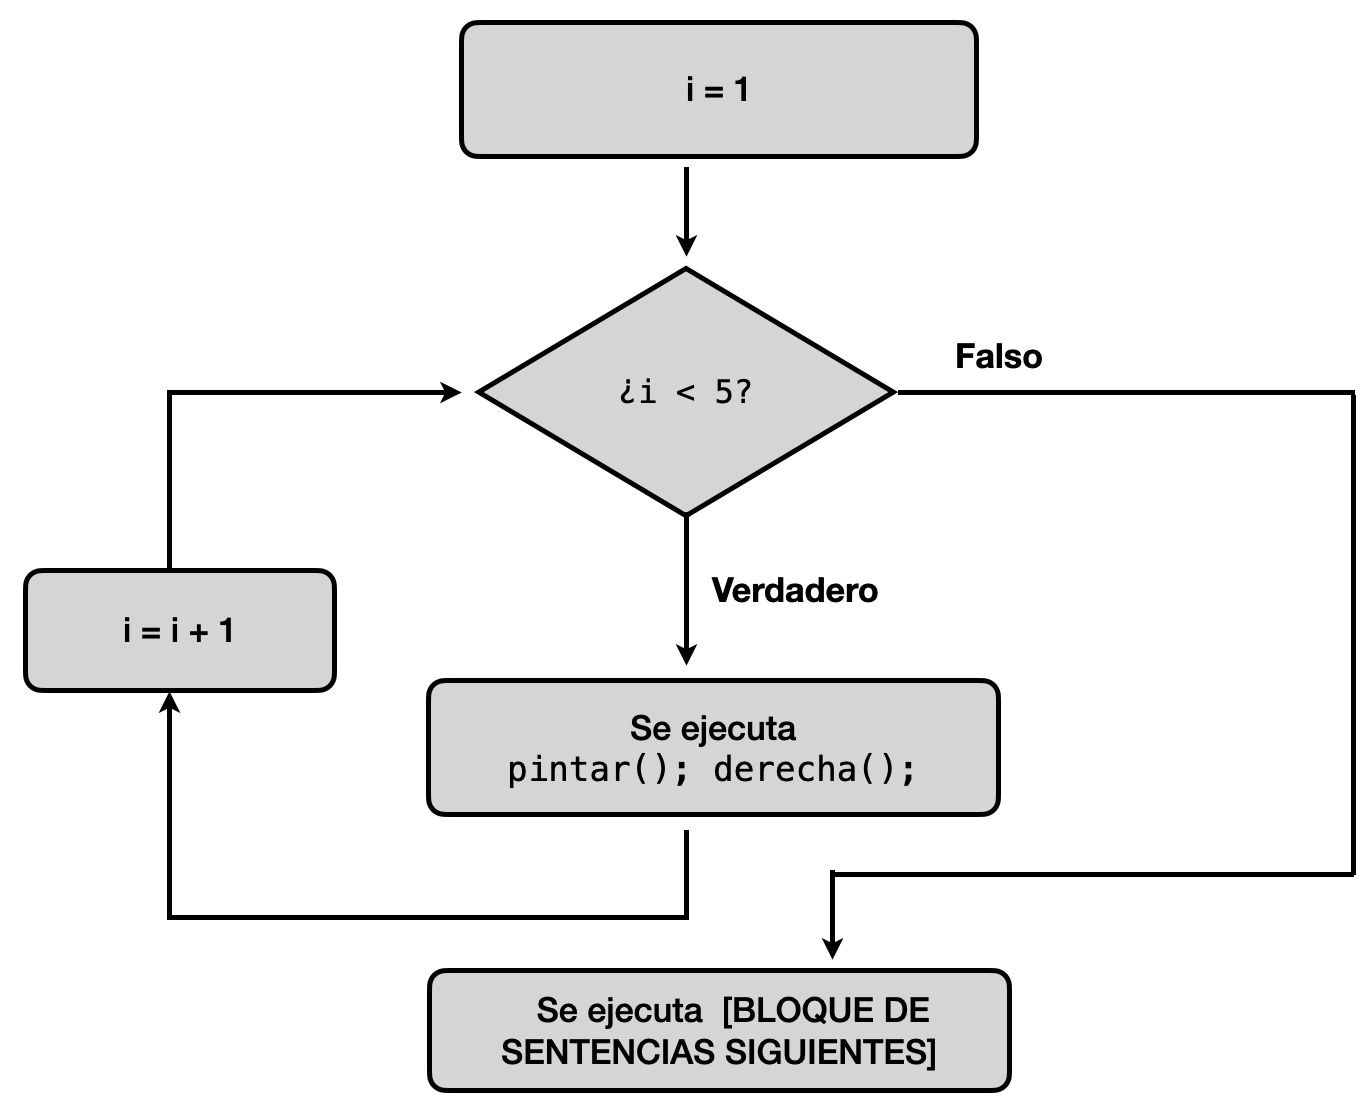 i = 1
¿i < 5?
Falso
Verdadero
i = i + 1
Se ejecuta
pintar(); derecha();
Se ejecuta [BLOQUE DE
SENTENCIAS SIGUIENTES]